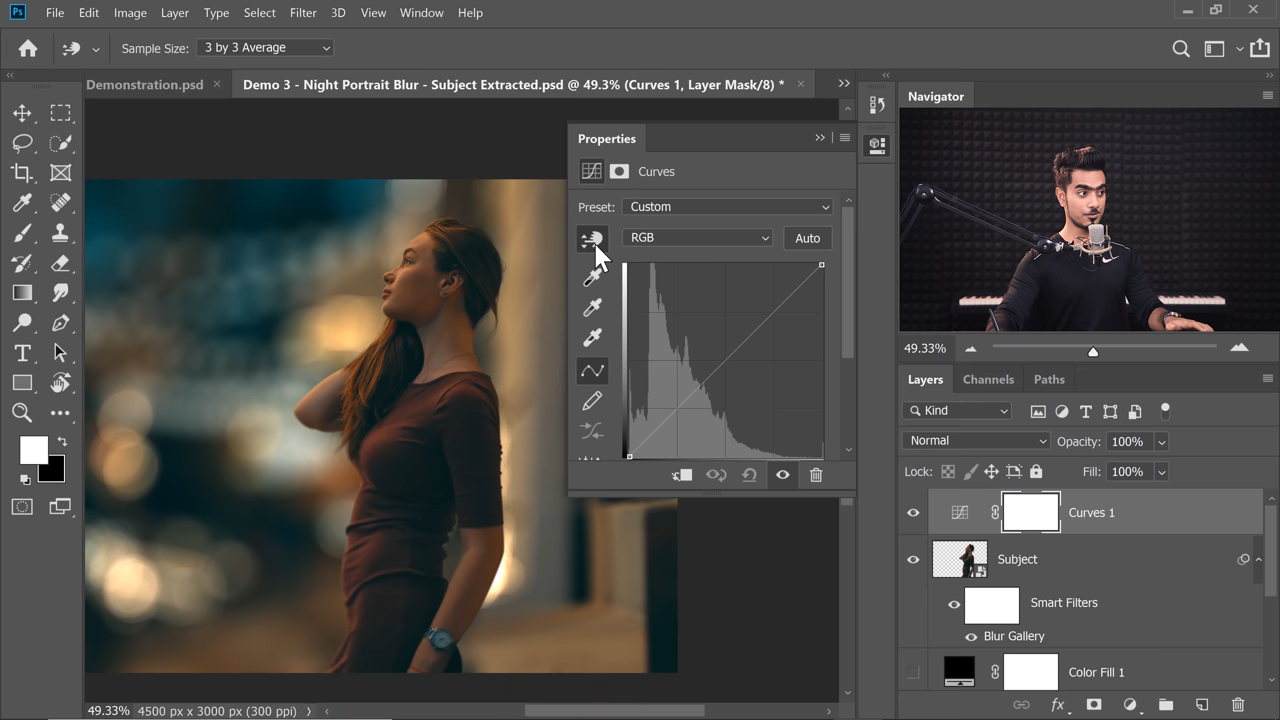 Ps File Edit Image Layer Type Select Filter 3D View Window Help
Sample Size: 3 by 3 Average
Demonstration.psd × Demo 3 - Night Portrait Blur - Subject Extracted.psd @ 49.3% (Curves 1, Layer Mask/8) * ×
Properties
Curves
Preset: Custom
RGB Auto
Navigator
49.33%
Layers Channels Paths
Kind
Normal Opacity: 100%
Lock: Fill: 100%
Curves 1
Subject
Smart Filters
Blur Gallery
Color Fill 1
fx
49.33% 4500 px x 3000 px (300 ppi)